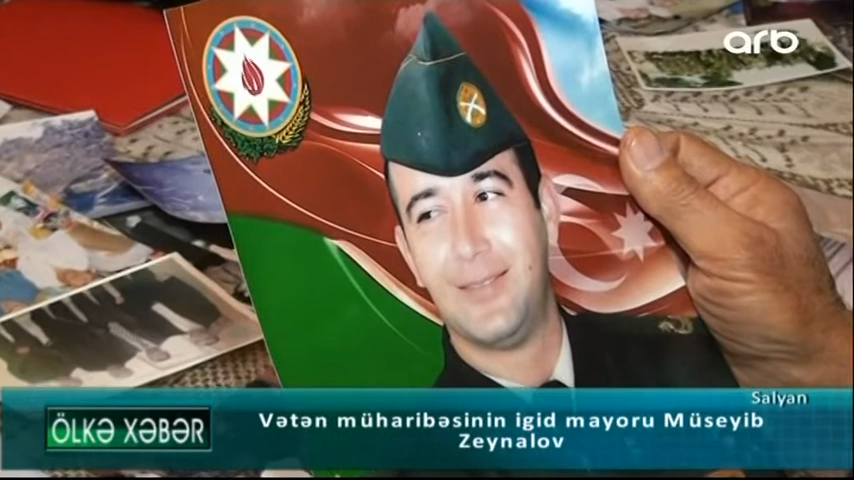 arb
Salyan
ÖLKƏ XƏBƏR
Vətən müharibəsinin igid mayoru Müseyib
Zeynalov